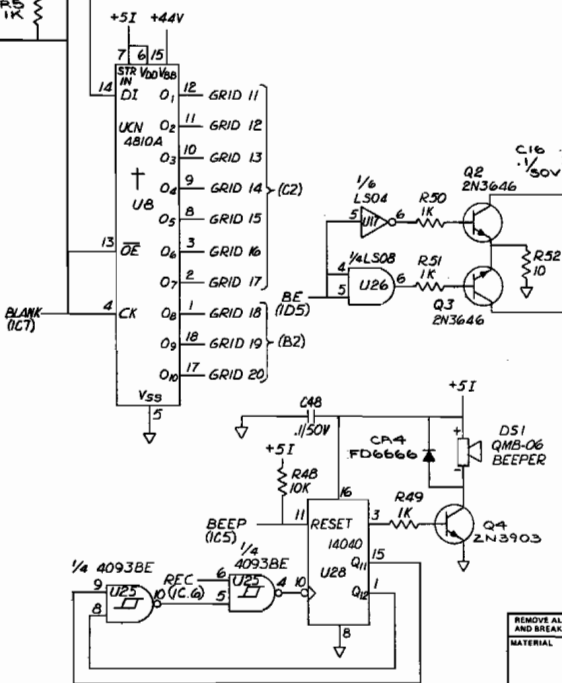 R5
1K
+5I +44V
7 6 15
STR IN VDD VBB
14 DI O1 12 GRID 11
UCN 4810A
O2 11 GRID 12
O3 10 GRID 13
† U8
O4 9 GRID 14 (C2)
O5 8 GRID 15
13 OE O6 3 GRID 16
O7 2 GRID 17
BLANK (1C7)
4 CK O8 1 GRID 18
O9 18 GRID 19 (B2)
O10 17 GRID 20
VSS
5
C16
.1/50V
Q2
2N3646
1/6
LS04
5 U17 6
R50
1K
1/4 LS08
4
5 U26 6
R51
1K
R52
10
BE
(1D5)
Q3
2N3646
+5I
C48
.1/50V
CR4
FD6666
+
-
DS1
QMB-06
BEEPER
+5I
R48
10K
16
BEEP
(1C5)
11 RESET 3
R49
1K
Q4
2N3903
14040
U28
Q11 15
Q12 1
10
8
1/4 4093BE
9
8 U25 10
1/4
4093BE
REC
(1C6)
6
5 U25 4
REMOVE AL
AND BREAK
MATERIAL